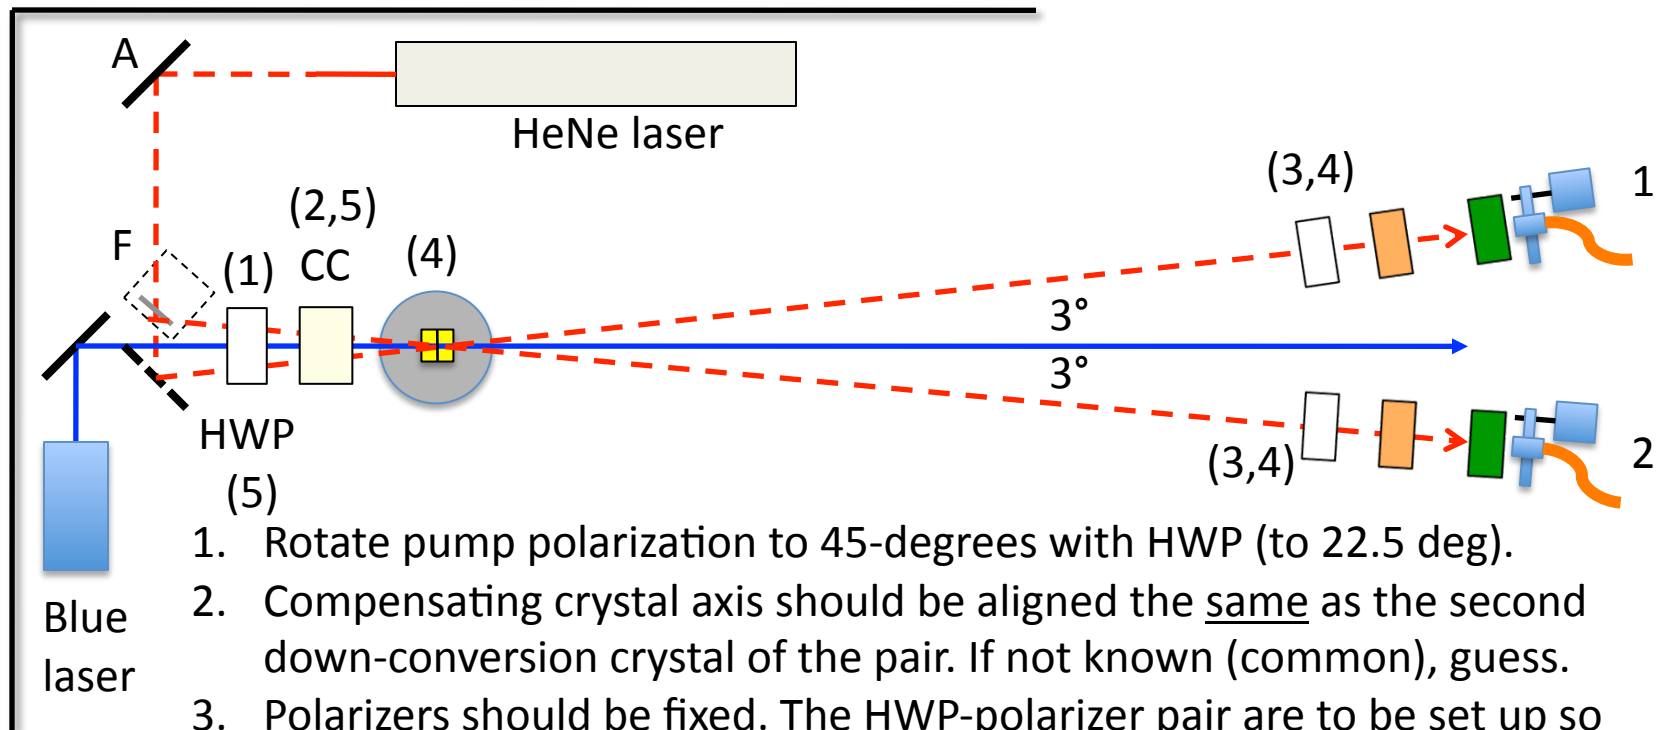 A
HeNe laser
(3,4)
1
(2,5)
F
(1)
CC
(4)
3°
3°
HWP
(3,4)
2
(5)
1. Rotate pump polarization to 45-degrees with HWP (to 22.5 deg).
2. Compensating crystal axis should be aligned the same as the second
down-conversion crystal of the pair. If not known (common), guess.
Blue
laser
3. Polarizers should be fixed. The HWP-polarizer pair are to be set up so